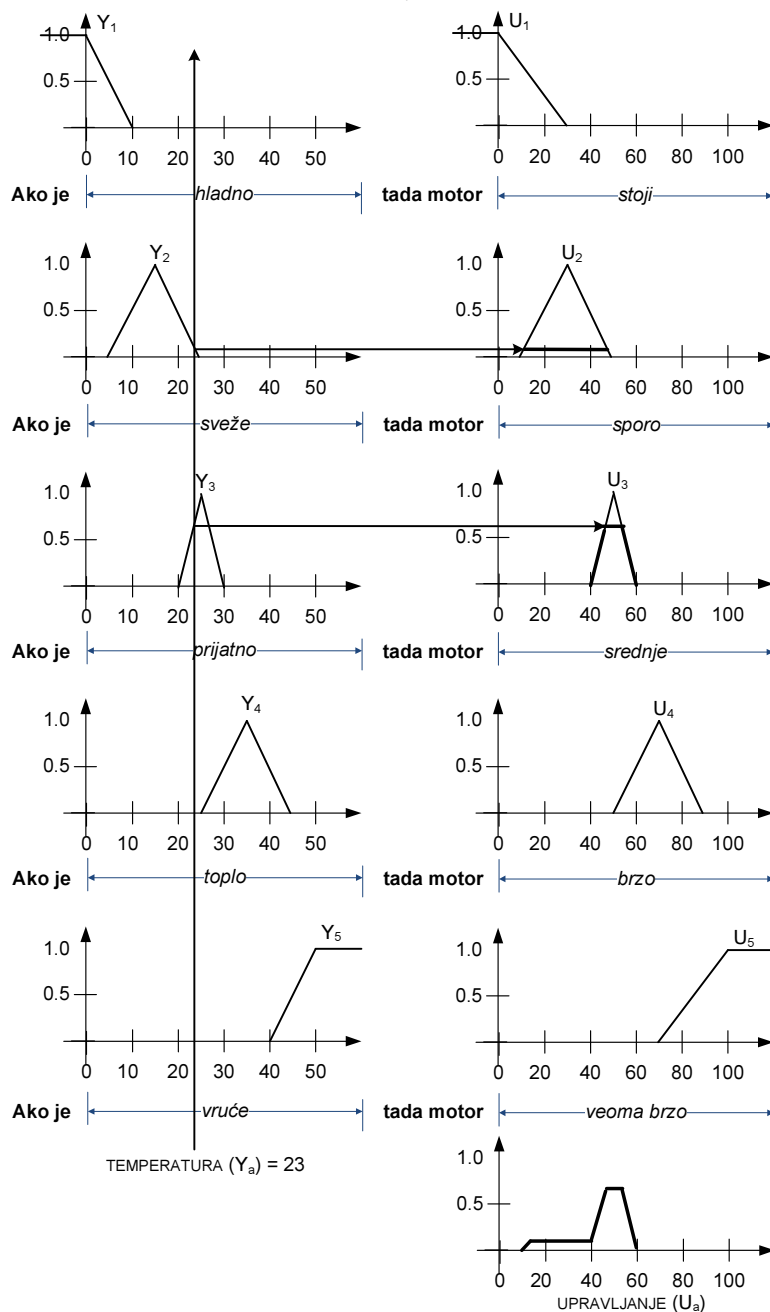 Y1 U1
1.0 1.0
0.5 0.5
0 10 20 30 40 50 0 20 40 60 80 100
Ako je hladno tada motor stoji
Y2 U2
1.0 1.0
0.5 0.5
0 10 20 30 40 50 0 20 40 60 80 100
Ako je sveže tada motor sporo
Y3 U3
1.0 1.0
0.5 0.5
0 10 20 30 40 50 0 20 40 60 80 100
Ako je prijatno tada motor srednje
Y4 U4
1.0 1.0
0.5 0.5
0 10 20 30 40 50 0 20 40 60 80 100
Ako je toplo tada motor brzo
Y5 U5
1.0 1.0
0.5 0.5
0 10 20 30 40 50 0 20 40 60 80 100
Ako je vruće tada motor veoma brzo
TEMPERATURA (Ya) = 23
1.0
0.5
0 20 40 60 80 100
UPRAVLJANJE (Ua)